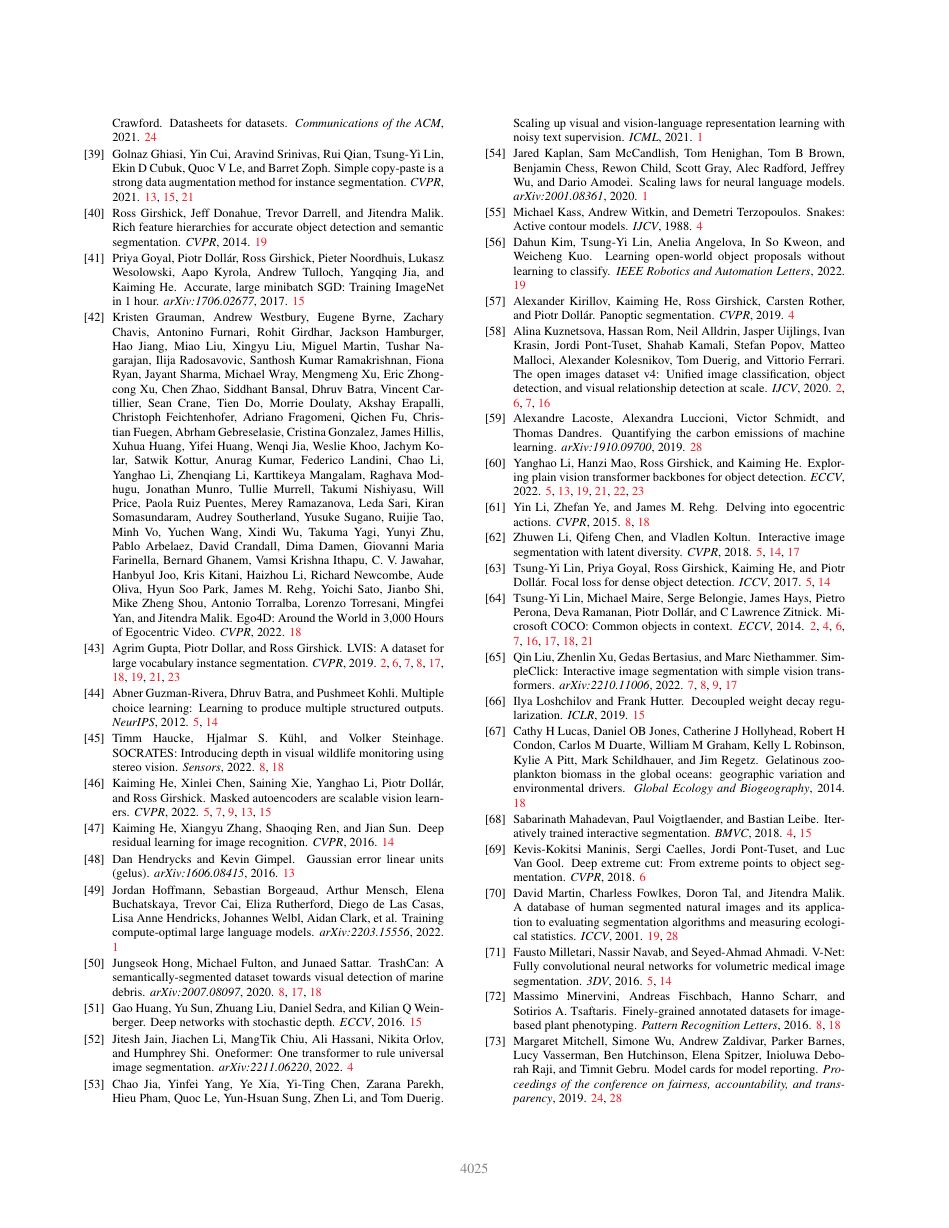 Crawford. Datasheets for datasets. Communications of the ACM,
2021. 24
[39] Golnaz Ghiasi, Yin Cui, Aravind Srinivas, Rui Qian, Tsung-Yi Lin,
Ekin D Cubuk, Quoc V Le, and Barret Zoph. Simple copy-paste is a
strong data augmentation method for instance segmentation. CVPR,
2021. 13, 15, 21
[40] Ross Girshick, Jeff Donahue, Trevor Darrell, and Jitendra Malik.
Rich feature hierarchies for accurate object detection and semantic
segmentation. CVPR, 2014. 19
[41] Priya Goyal, Piotr Dollár, Ross Girshick, Pieter Noordhuis, Lukasz
Wesolowski, Aapo Kyrola, Andrew Tulloch, Yangqing Jia, and
Kaiming He. Accurate, large minibatch SGD: Training ImageNet
in 1 hour. arXiv:1706.02677, 2017. 15
[42] Kristen Grauman, Andrew Westbury, Eugene Byrne, Zachary
Chavis, Antonino Furnari, Rohit Girdhar, Jackson Hamburger,
Hao Jiang, Miao Liu, Xingyu Liu, Miguel Martin, Tushar Na-
garajan, Ilija Radosavovic, Santhosh Kumar Ramakrishnan, Fiona
Ryan, Jayant Sharma, Michael Wray, Mengmeng Xu, Eric Zhong-
cong Xu, Chen Zhao, Siddhant Bansal, Dhruv Batra, Vincent Car-
tillier, Sean Crane, Tien Do, Morrie Doulaty, Akshay Erapalli,
Christoph Feichtenhofer, Adriano Fragomeni, Qichen Fu, Chris-
tian Fuegen, Abrham Gebreselasie, Cristina Gonzalez, James Hillis,
Xuhua Huang, Yifei Huang, Wenqi Jia, Weslie Khoo, Jachym Ko-
lar, Satwik Kottur, Anurag Kumar, Federico Landini, Chao Li,
Yanghao Li, Zhenqiang Li, Karttikeya Mangalam, Raghava Mod-
hugu, Jonathan Munro, Tullie Murrell, Takumi Nishiyasu, Will
Price, Paola Ruiz Puentes, Merey Ramazanova, Leda Sari, Kiran
Somasundaram, Audrey Southerland, Yusuke Sugano, Ruijie Tao,
Minh Vo, Yuchen Wang, Xindi Wu, Takuma Yagi, Yunyi Zhu,
Pablo Arbelaez, David Crandall, Dima Damen, Giovanni Maria
Farinella, Bernard Ghanem, Vamsi Krishna Ithapu, C. V. Jawahar,
Hanbyul Joo, Kris Kitani, Haizhou Li, Richard Newcombe, Aude
Oliva, Hyun Soo Park, James M. Rehg, Yoichi Sato, Jianbo Shi,
Mike Zheng Shou, Antonio Torralba, Lorenzo Torresani, Mingfei
Yan, and Jitendra Malik. Ego4D: Around the World in 3,000 Hours
of Egocentric Video. CVPR, 2022. 18
[43] Agrim Gupta, Piotr Dollar, and Ross Girshick. LVIS: A dataset for
large vocabulary instance segmentation. CVPR, 2019. 2, 6, 7, 8, 17,
18, 19, 21, 23
[44] Abner Guzman-Rivera, Dhruv Batra, and Pushmeet Kohli. Multiple
choice learning: Learning to produce multiple structured outputs.
NeurIPS, 2012. 5, 14
[45] Timm Haucke, Hjalmar S. Kühl, and Volker Steinhage.
SOCRATES: Introducing depth in visual wildlife monitoring using
stereo vision. Sensors, 2022. 8, 18
[46] Kaiming He, Xinlei Chen, Saining Xie, Yanghao Li, Piotr Dollár,
and Ross Girshick. Masked autoencoders are scalable vision learn-
ers. CVPR, 2022. 5, 7, 9, 13, 15
[47] Kaiming He, Xiangyu Zhang, Shaoqing Ren, and Jian Sun. Deep
residual learning for image recognition. CVPR, 2016. 14
[48] Dan Hendrycks and Kevin Gimpel. Gaussian error linear units
(gelus). arXiv:1606.08415, 2016. 13
[49] Jordan Hoffmann, Sebastian Borgeaud, Arthur Mensch, Elena
Buchatskaya, Trevor Cai, Eliza Rutherford, Diego de Las Casas,
Lisa Anne Hendricks, Johannes Welbl, Aidan Clark, et al. Training
compute-optimal large language models. arXiv:2203.15556, 2022.
1
[50] Jungseok Hong, Michael Fulton, and Junaed Sattar. TrashCan: A
semantically-segmented dataset towards visual detection of marine
debris. arXiv:2007.08097, 2020. 8, 17, 18
[51] Gao Huang, Yu Sun, Zhuang Liu, Daniel Sedra, and Kilian Q Wein-
berger. Deep networks with stochastic depth. ECCV, 2016. 15
[52] Jitesh Jain, Jiachen Li, MangTik Chiu, Ali Hassani, Nikita Orlov,
and Humphrey Shi. Oneformer: One transformer to rule universal
image segmentation. arXiv:2211.06220, 2022. 4
[53] Chao Jia, Yinfei Yang, Ye Xia, Yi-Ting Chen, Zarana Parekh,
Hieu Pham, Quoc Le, Yun-Hsuan Sung, Zhen Li, and Tom Duerig.
Scaling up visual and vision-language representation learning with
noisy text supervision. ICML, 2021. 1
[54] Jared Kaplan, Sam McCandlish, Tom Henighan, Tom B Brown,
Benjamin Chess, Rewon Child, Scott Gray, Alec Radford, Jeffrey
Wu, and Dario Amodei. Scaling laws for neural language models.
arXiv:2001.08361, 2020. 1
[55] Michael Kass, Andrew Witkin, and Demetri Terzopoulos. Snakes:
Active contour models. IJCV, 1988. 4
[56] Dahun Kim, Tsung-Yi Lin, Anelia Angelova, In So Kweon, and
Weicheng Kuo. Learning open-world object proposals without
learning to classify. IEEE Robotics and Automation Letters, 2022.
19
[57] Alexander Kirillov, Kaiming He, Ross Girshick, Carsten Rother,
and Piotr Dollár. Panoptic segmentation. CVPR, 2019. 4
[58] Alina Kuznetsova, Hassan Rom, Neil Alldrin, Jasper Uijlings, Ivan
Krasin, Jordi Pont-Tuset, Shahab Kamali, Stefan Popov, Matteo
Malloci, Alexander Kolesnikov, Tom Duerig, and Vittorio Ferrari.
The open images dataset v4: Unified image classification, object
detection, and visual relationship detection at scale. IJCV, 2020. 2,
6, 7, 16
[59] Alexandre Lacoste, Alexandra Luccioni, Victor Schmidt, and
Thomas Dandres. Quantifying the carbon emissions of machine
learning. arXiv:1910.09700, 2019. 28
[60] Yanghao Li, Hanzi Mao, Ross Girshick, and Kaiming He. Explor-
ing plain vision transformer backbones for object detection. ECCV,
2022. 5, 13, 19, 21, 22, 23
[61] Yin Li, Zhefan Ye, and James M. Rehg. Delving into egocentric
actions. CVPR, 2015. 8, 18
[62] Zhuwen Li, Qifeng Chen, and Vladlen Koltun. Interactive image
segmentation with latent diversity. CVPR, 2018. 5, 14, 17
[63] Tsung-Yi Lin, Priya Goyal, Ross Girshick, Kaiming He, and Piotr
Dollár. Focal loss for dense object detection. ICCV, 2017. 5, 14
[64] Tsung-Yi Lin, Michael Maire, Serge Belongie, James Hays, Pietro
Perona, Deva Ramanan, Piotr Dollár, and C Lawrence Zitnick. Mi-
crosoft COCO: Common objects in context. ECCV, 2014. 2, 4, 6,
7, 16, 17, 18, 21
[65] Qin Liu, Zhenlin Xu, Gedas Bertasius, and Marc Niethammer. Sim-
pleClick: Interactive image segmentation with simple vision trans-
formers. arXiv:2210.11006, 2022. 7, 8, 9, 17
[66] Ilya Loshchilov and Frank Hutter. Decoupled weight decay regu-
larization. ICLR, 2019. 15
[67] Cathy H Lucas, Daniel OB Jones, Catherine J Hollyhead, Robert H
Condon, Carlos M Duarte, William M Graham, Kelly L Robinson,
Kylie A Pitt, Mark Schildhauer, and Jim Regetz. Gelatinous zoo-
plankton biomass in the global oceans: geographic variation and
environmental drivers. Global Ecology and Biogeography, 2014.
18
[68] Sabarinath Mahadevan, Paul Voigtlaender, and Bastian Leibe. Iter-
atively trained interactive segmentation. BMVC, 2018. 4, 15
[69] Kevis-Kokitsi Maninis, Sergi Caelles, Jordi Pont-Tuset, and Luc
Van Gool. Deep extreme cut: From extreme points to object seg-
mentation. CVPR, 2018. 6
[70] David Martin, Charless Fowlkes, Doron Tal, and Jitendra Malik.
A database of human segmented natural images and its applica-
tion to evaluating segmentation algorithms and measuring ecologi-
cal statistics. ICCV, 2001. 19, 28
[71] Fausto Milletari, Nassir Navab, and Seyed-Ahmad Ahmadi. V-Net:
Fully convolutional neural networks for volumetric medical image
segmentation. 3DV, 2016. 5, 14
[72] Massimo Minervini, Andreas Fischbach, Hanno Scharr, and
Sotirios A. Tsaftaris. Finely-grained annotated datasets for image-
based plant phenotyping. Pattern Recognition Letters, 2016. 8, 18
[73] Margaret Mitchell, Simone Wu, Andrew Zaldivar, Parker Barnes,
Lucy Vasserman, Ben Hutchinson, Elena Spitzer, Inioluwa Debo-
rah Raji, and Timnit Gebru. Model cards for model reporting. Pro-
ceedings of the conference on fairness, accountability, and trans-
parency, 2019. 24, 28
4025